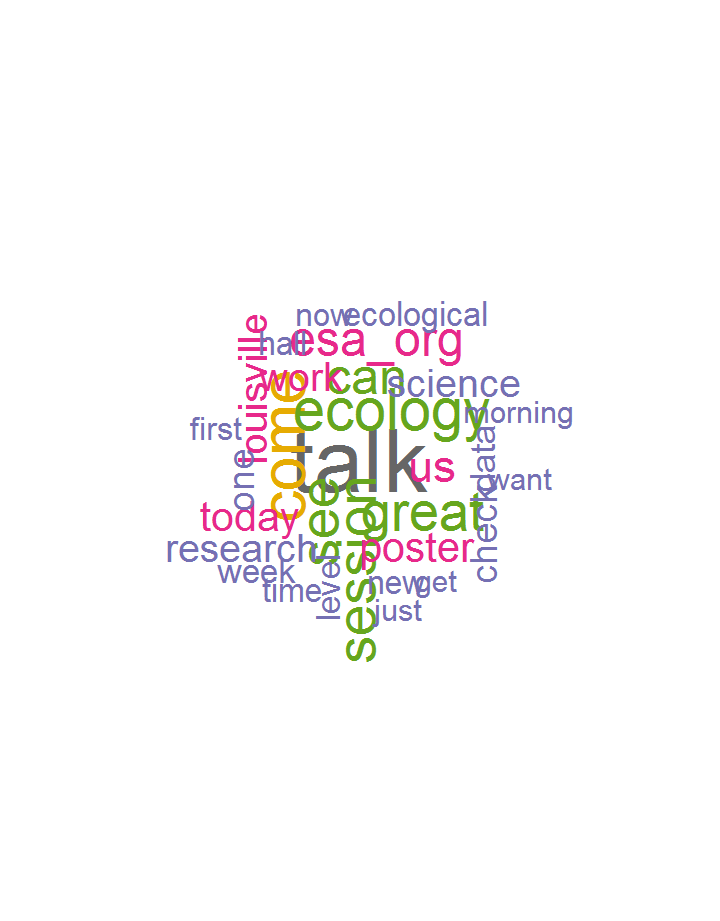 now
ecological
hall
esa_org
louisville
work
can
science
come
ecology
morning
first
talk
us
data
one
want
see
great
today
session
check
research
poster
week
level
time
new
get
just